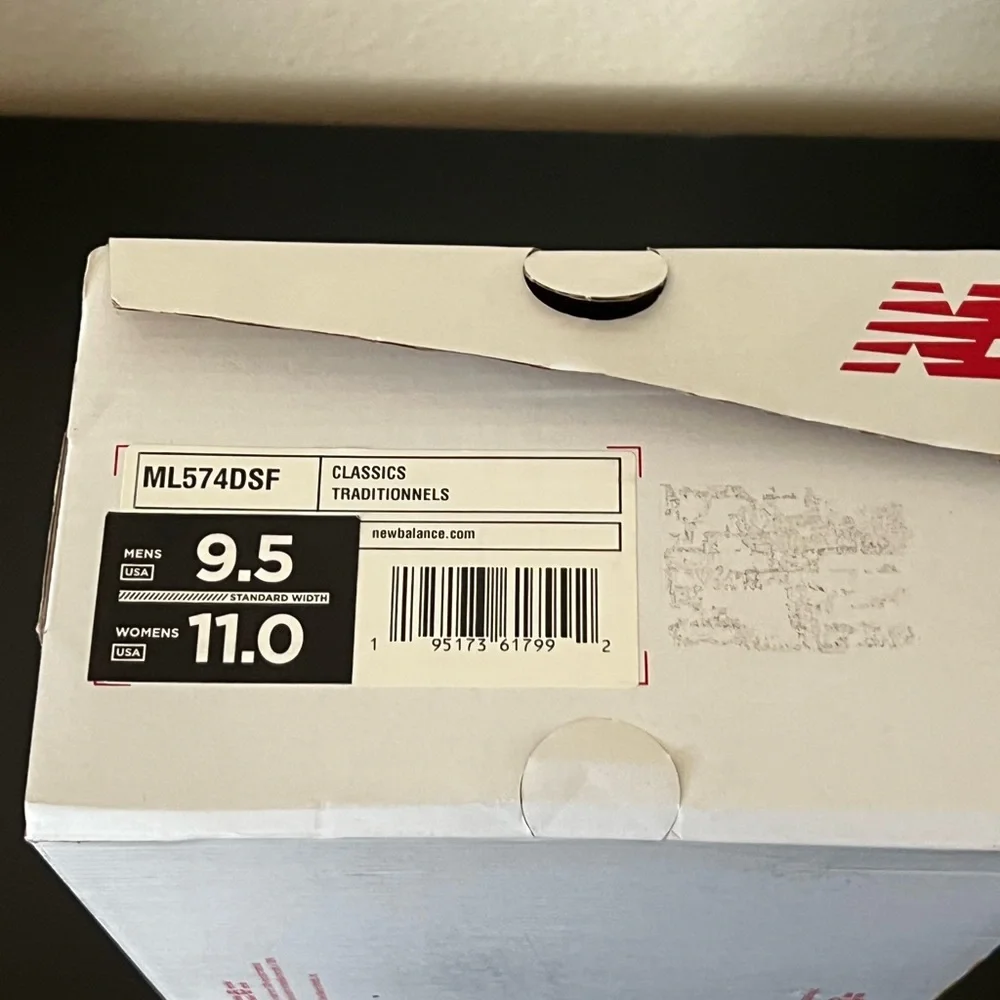 ML574DSF
CLASSICS
TRADITIONNELS
newbalance.com
MENS
USA
9.5
STANDARD WIDTH
WOMENS
USA
11.0
1 95173 61799 2